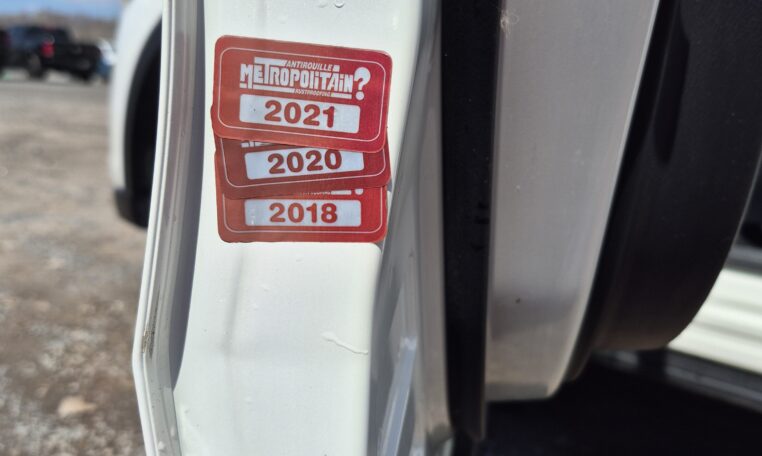 ANTIROUILLE
METROPOLITAIN?
RUSTPROOFING
2021
2020
?
2018